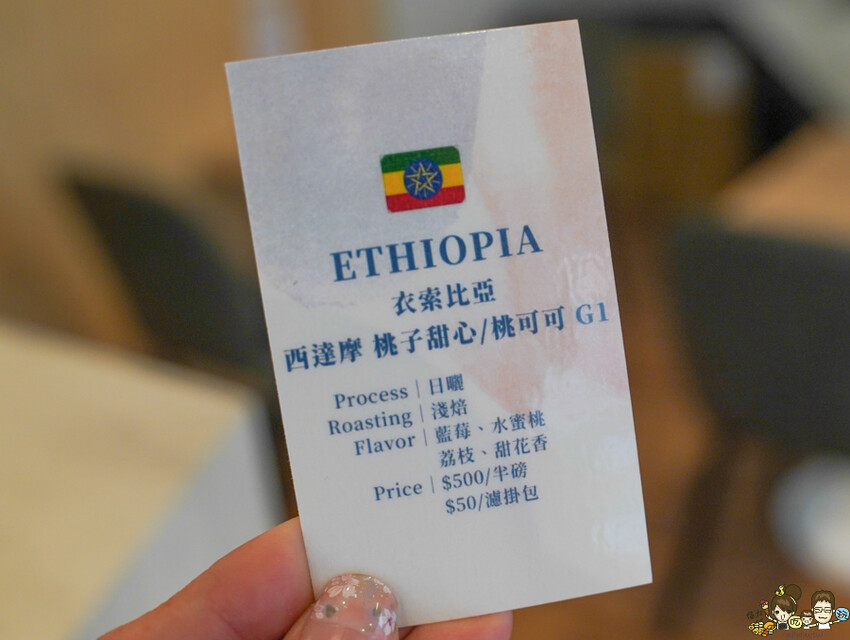 ETHIOPIA
衣索比亞
西達摩 桃子甜心/桃可可 G1
Process｜日曬
Roasting｜淺焙
Flavor｜藍莓、水蜜桃
荔枝、甜花香
Price｜$500/半磅
$50/濾掛包